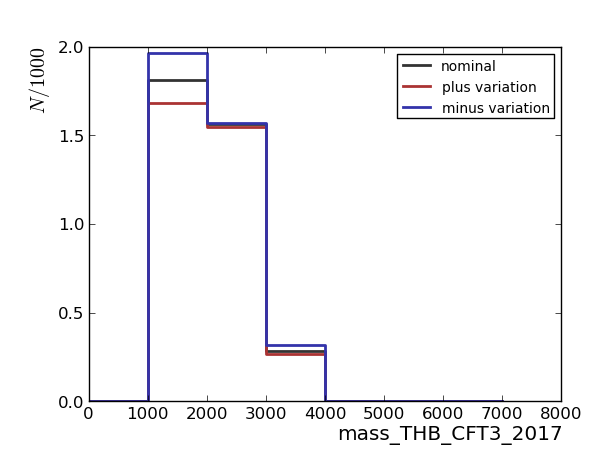 N/1000
2.0
1.5
1.0
0.5
0.0
nominal
plus variation
minus variation
0 1000 2000 3000 4000 5000 6000 7000 8000
mass_THB_CFT3_2017